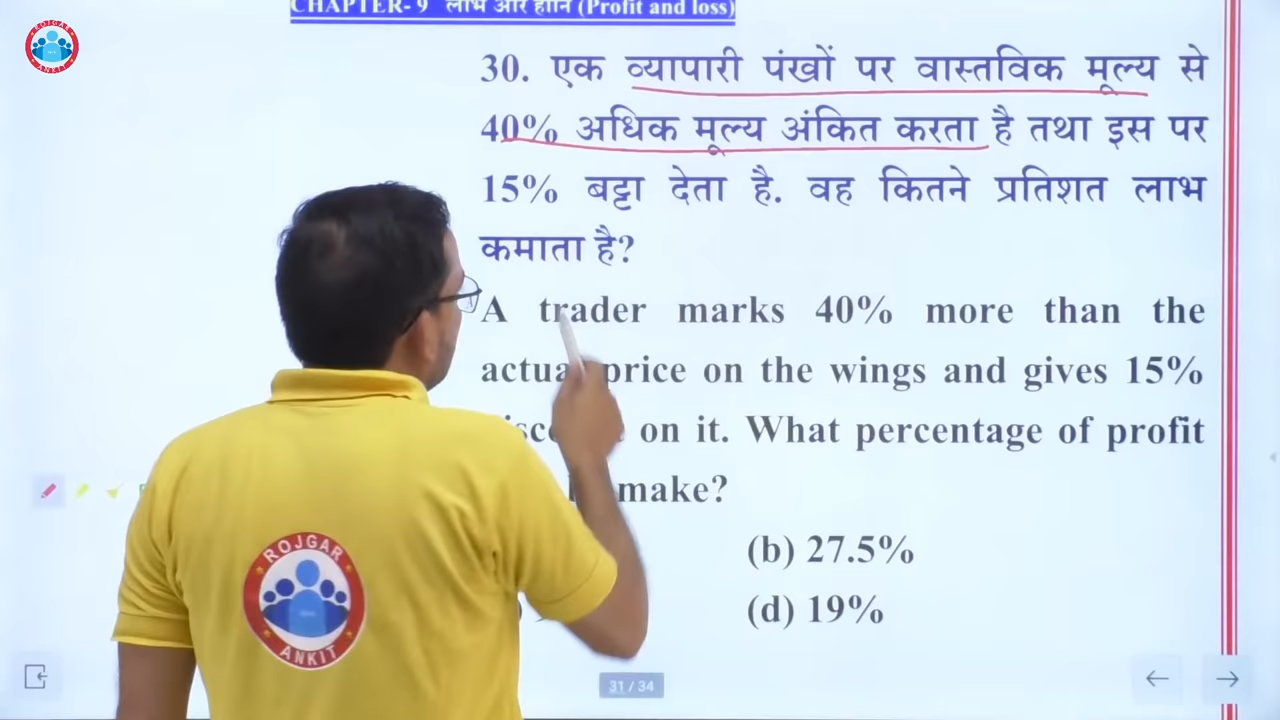 CHAPTER- 9 लाभ और हानि (Profit and loss)
ROJGAR
ANKIT
30. एक व्यापारी पंखों पर वास्तविक मूल्य से
40% अधिक मूल्य अंकित करता है तथा इस पर
15% बट्टा देता है. वह कितने प्रतिशत लाभ
कमाता है?
A trader marks 40% more than the
price on the wings and gives 15%
on it. What percentage of profit
make?
(b) 27.5%
(d) 19%
ROJGAR
ANKIT
31 / 34